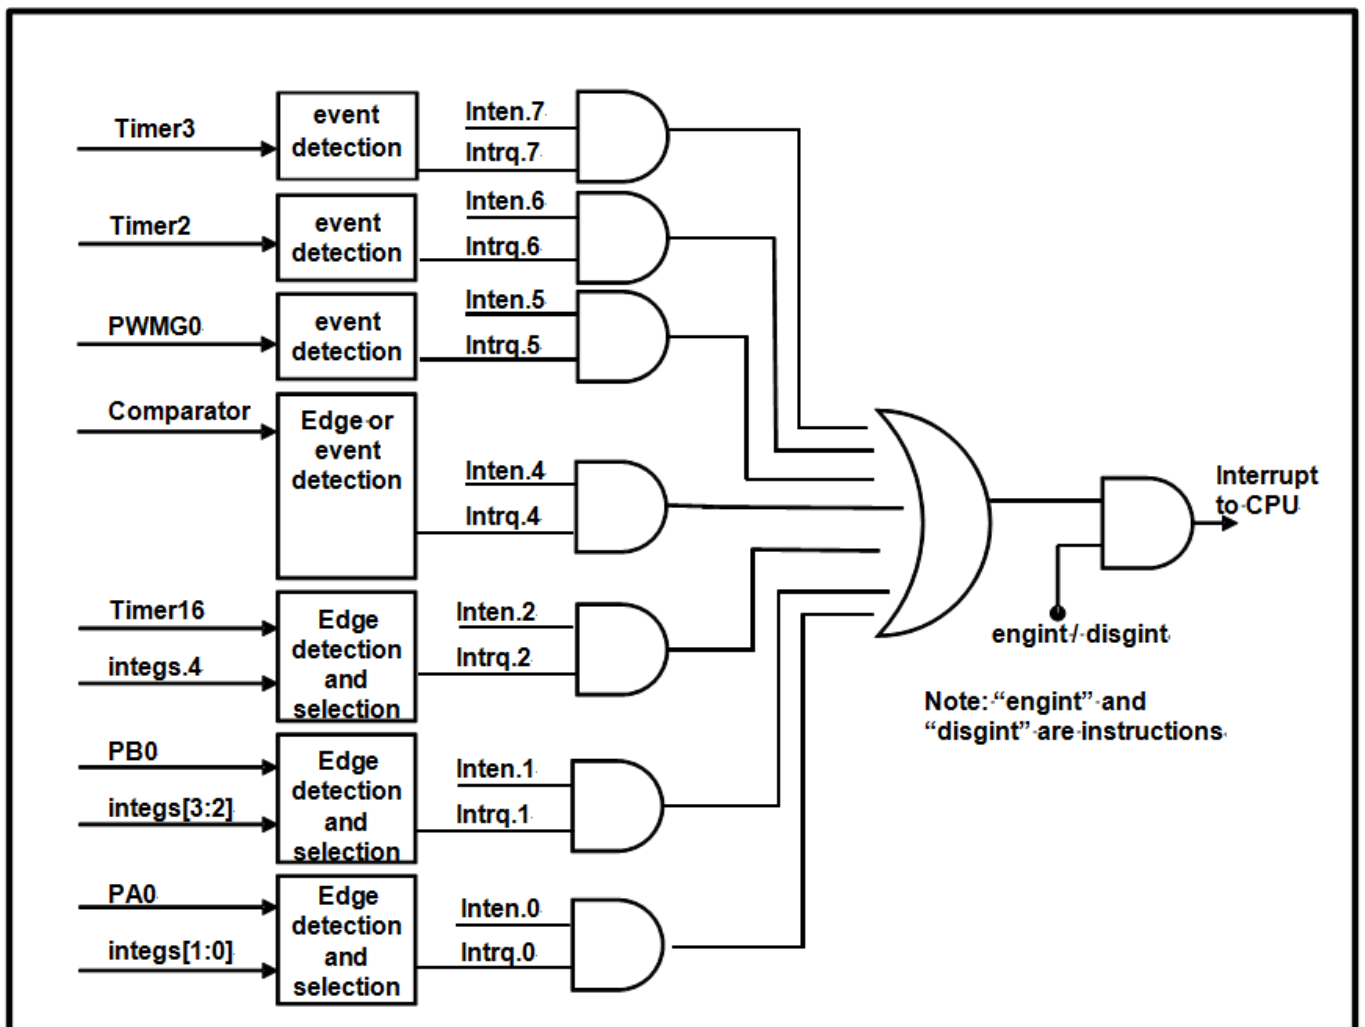 Timer3
event
detection
Inten.7
Intrq.7
Timer2
event
detection
Inten.6
Intrq.6
PWMG0
event
detection
Inten.5
Intrq.5
Comparator
Edge or
event
detection
Inten.4
Intrq.4
Interrupt
to CPU
engint / disgint
Timer16
integs.4
Edge
detection
and
selection
Inten.2
Intrq.2
Note: “engint” and
“disgint” are instructions
PB0
integs[3:2]
Edge
detection
and
selection
Inten.1
Intrq.1
PA0
integs[1:0]
Edge
detection
and
selection
Inten.0
Intrq.0